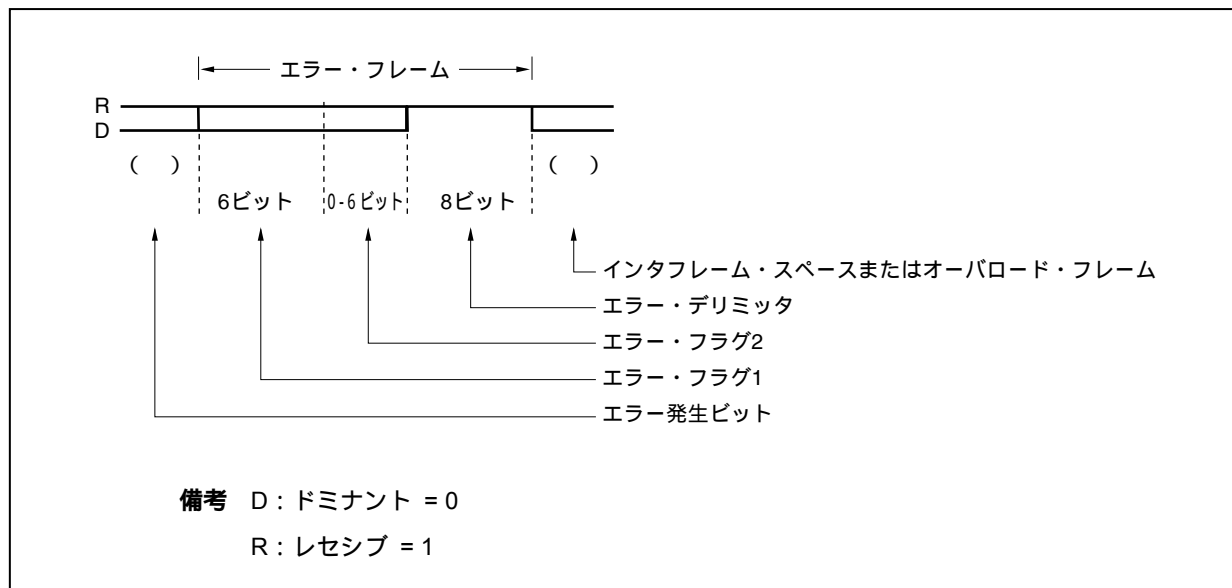 エラー・フレーム
R
D
( ) ( )
6ビット 0-6ビット 8ビット
インタフレーム・スペースまたはオーバロード・フレーム
エラー・デリミッタ
エラー・フラグ2
エラー・フラグ1
エラー発生ビット
備考 D：ドミナント = 0
R：レセシブ = 1